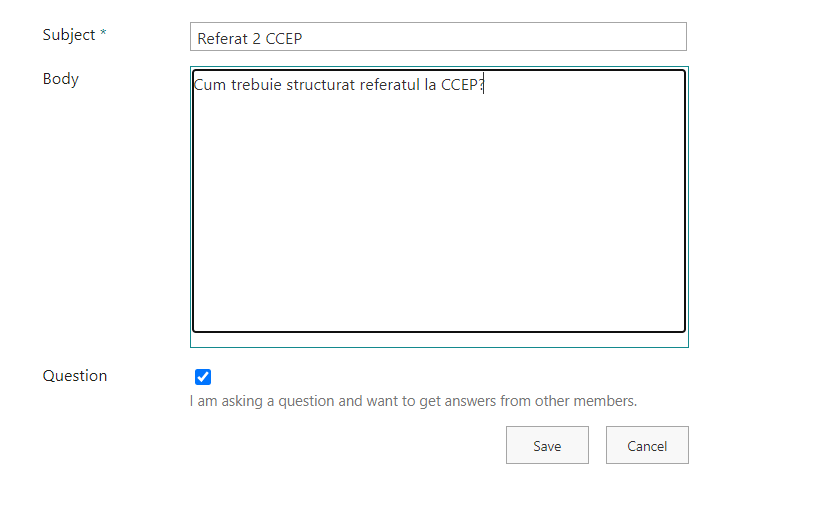 Subject *
Referat 2 CCEP
Body
Cum trebuie structurat referatul la CCEP?
Question
I am asking a question and want to get answers from other members.
Save
Cancel